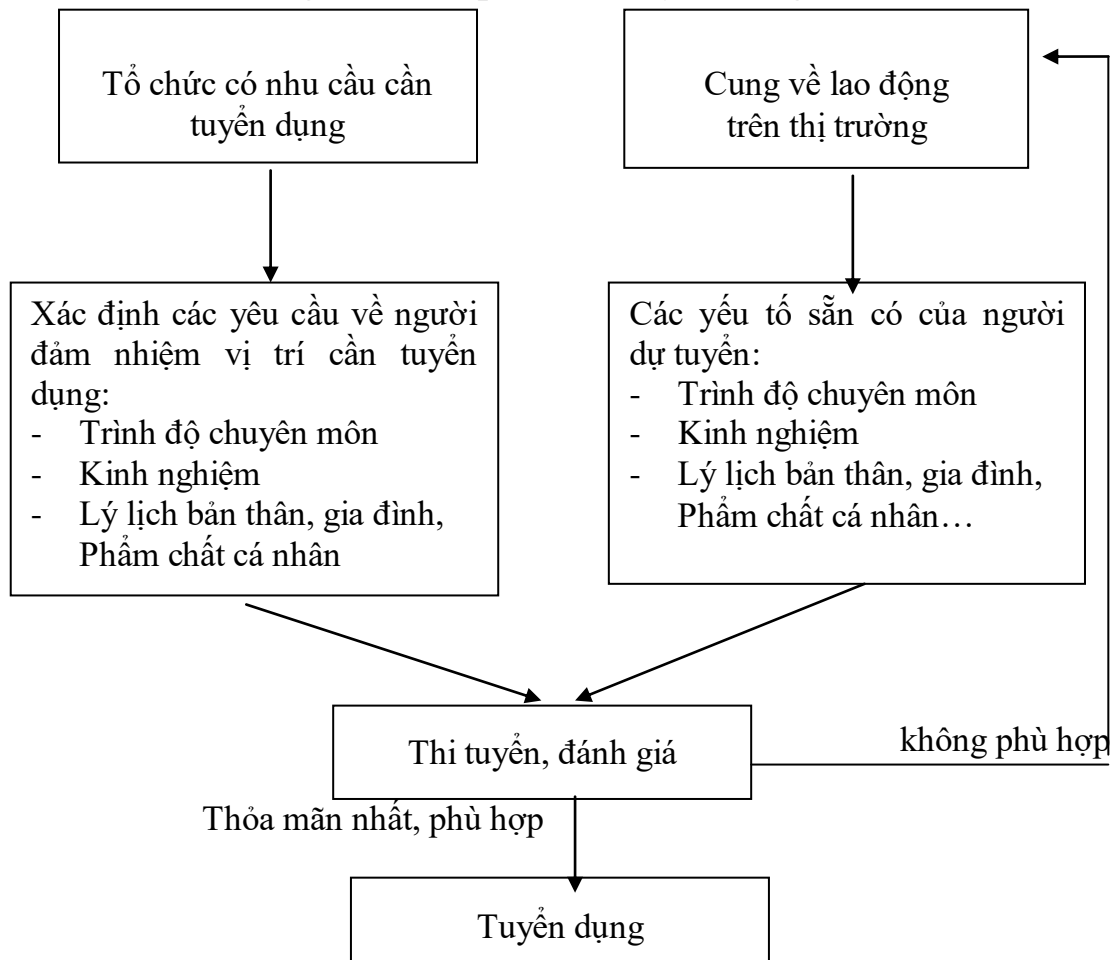 Tổ chức có nhu cầu cần
tuyển dụng
Cung về lao động
trên thị trường
Xác định các yêu cầu về người
đảm nhiệm vị trí cần tuyển
dụng:
- Trình độ chuyên môn
- Kinh nghiệm
- Lý lịch bản thân, gia đình,
Phẩm chất cá nhân
Các yếu tố sẵn có của người
dự tuyển:
- Trình độ chuyên môn
- Kinh nghiệm
- Lý lịch bản thân, gia đình,
Phẩm chất cá nhân…
Thi tuyển, đánh giá
không phù hợp
Thỏa mãn nhất, phù hợp
Tuyển dụng